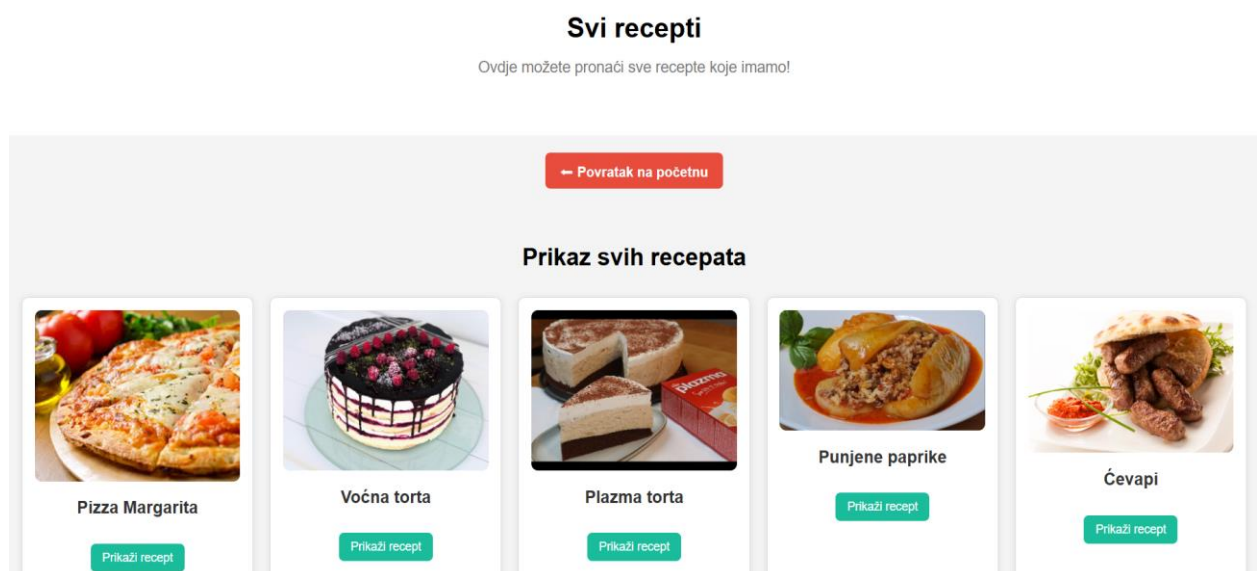 Svi recepti
Ovdje možete pronaći sve recepte koje imamo!
← Povratak na početnu
Prikaz svih recepata
plazma
Pizza Margarita
Voćna torta
Plazma torta
Punjene paprike
Ćevapi
Prikaži recept
Prikaži recept
Prikaži recept
Prikaži recept
Prikaži recept